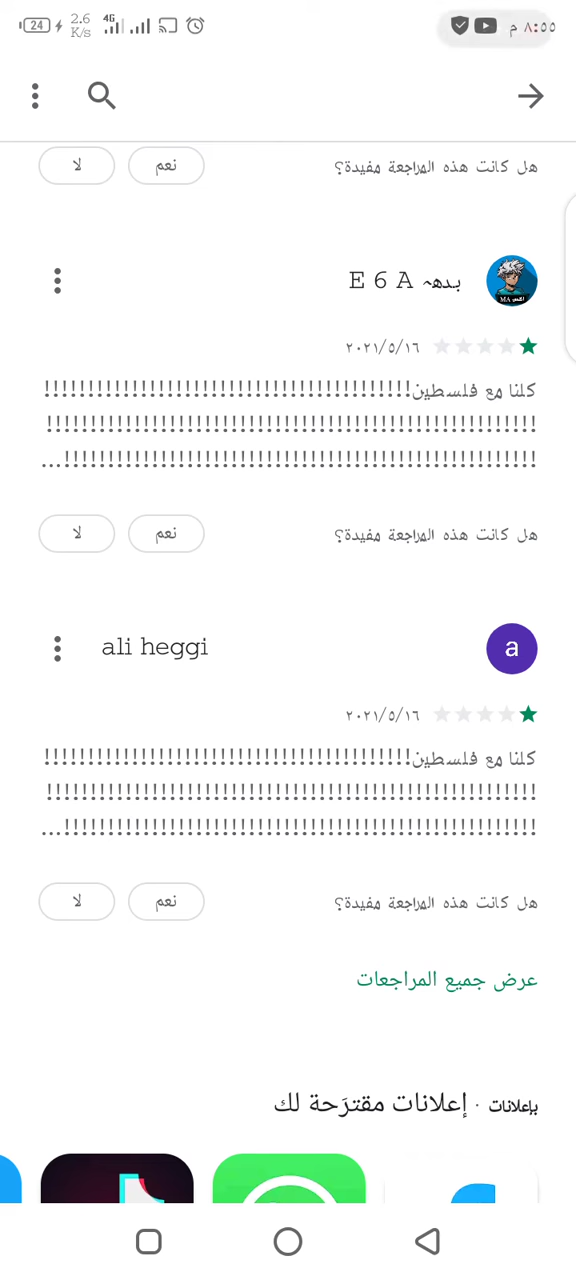 24 2.6 K/s 4G ٨:٥٥ م
هل كانت هذه المراجعة مفيدة؟ نعم لا
بدهہ E 6 A
٢٠٢١/٥/١٦
كلنا مع فلسطين!!!!!!!!!!!!!!!!!!!!!!!!!!!!!!!!!!!!!!!!!!
!!!!!!!!!!!!!!!!!!!!!!!!!!!!!!!!!!!!!!!!!!!!!!!!!!!!!!!!
!!!!!!!!!!!!!!!!!!!!!!!!!!!!!!!!!!!!!!!!!!!!!!!!!!!!!!...
هل كانت هذه المراجعة مفيدة؟ نعم لا
ali heggi
a
٢٠٢١/٥/١٦
كلنا مع فلسطين!!!!!!!!!!!!!!!!!!!!!!!!!!!!!!!!!!!!!!!!!!
!!!!!!!!!!!!!!!!!!!!!!!!!!!!!!!!!!!!!!!!!!!!!!!!!!!!!!!!
!!!!!!!!!!!!!!!!!!!!!!!!!!!!!!!!!!!!!!!!!!!!!!!!!!!!!!...
هل كانت هذه المراجعة مفيدة؟ نعم لا
عرض جميع المراجعات
بإعلانات · إعلانات مقترَحة لك